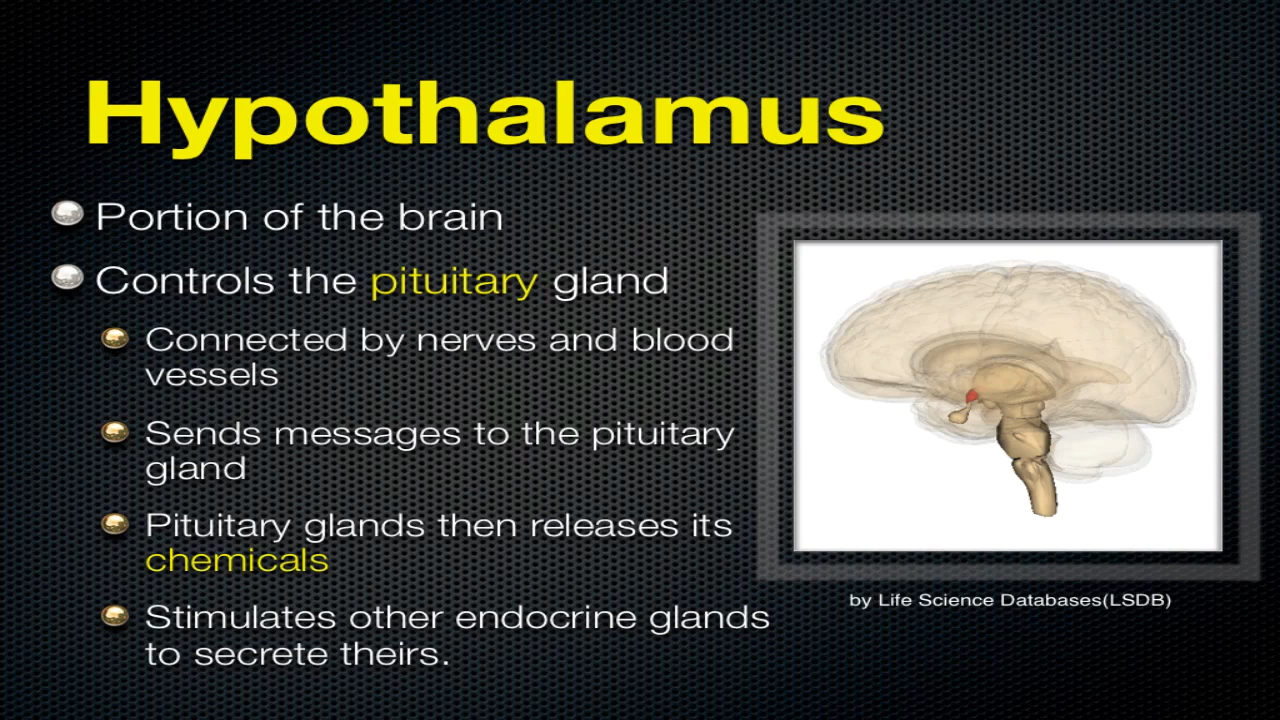 Hypothalamus
Portion of the brain
Controls the pituitary gland
Connected by nerves and blood
vessels
Sends messages to the pituitary
gland
Pituitary glands then releases its
chemicals
Stimulates other endocrine glands
to secrete theirs.
by Life Science Databases(LSDB)